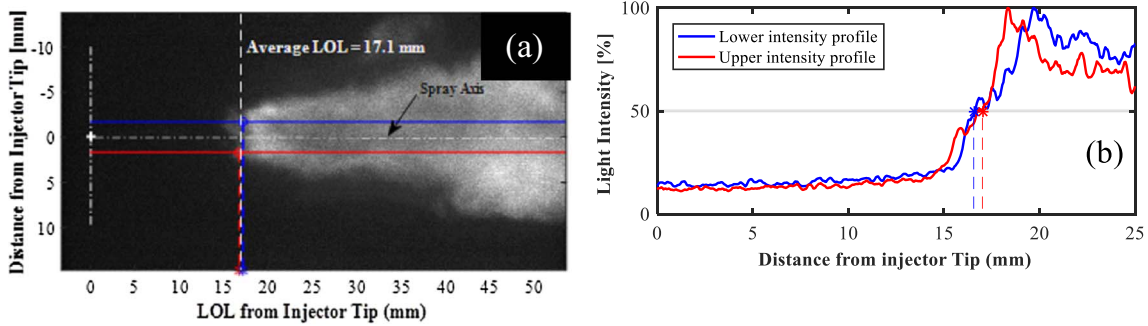 (a)
Average LOL = 17.1 mm
Spray Axis
Distance from Injector Tip [mm]
-10
-5
0
5
10
0 5 10 15 20 25 30 35 40 45 50
LOL from Injector Tip (mm)
Lower intensity profile
Upper intensity profile
(b)
Light Intensity [%]
100
50
0
0 5 10 15 20 25
Distance from injector Tip (mm)